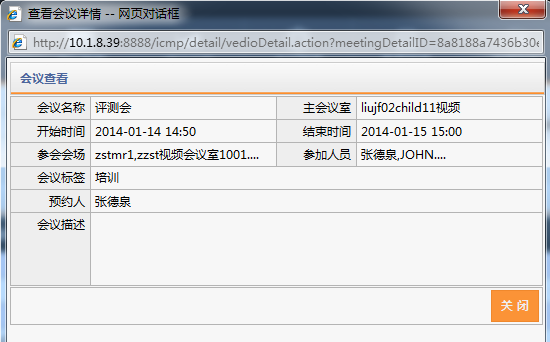 查看会议详情 -- 网页对话框
http://10.1.8.39:8888/icmp/detail/vedioDetail.action?meetingDetailID=8a8188a7436b30e
会议查看
会议名称 评测会 主会议室 liujf02child11视频
开始时间 2014-01-14 14:50 结束时间 2014-01-15 15:00
参会会场 zstmr1,zzst视频会议室1001.... 参加人员 张德泉,JOHN....
会议标签 培训
预约人 张德泉
会议描述
关 闭